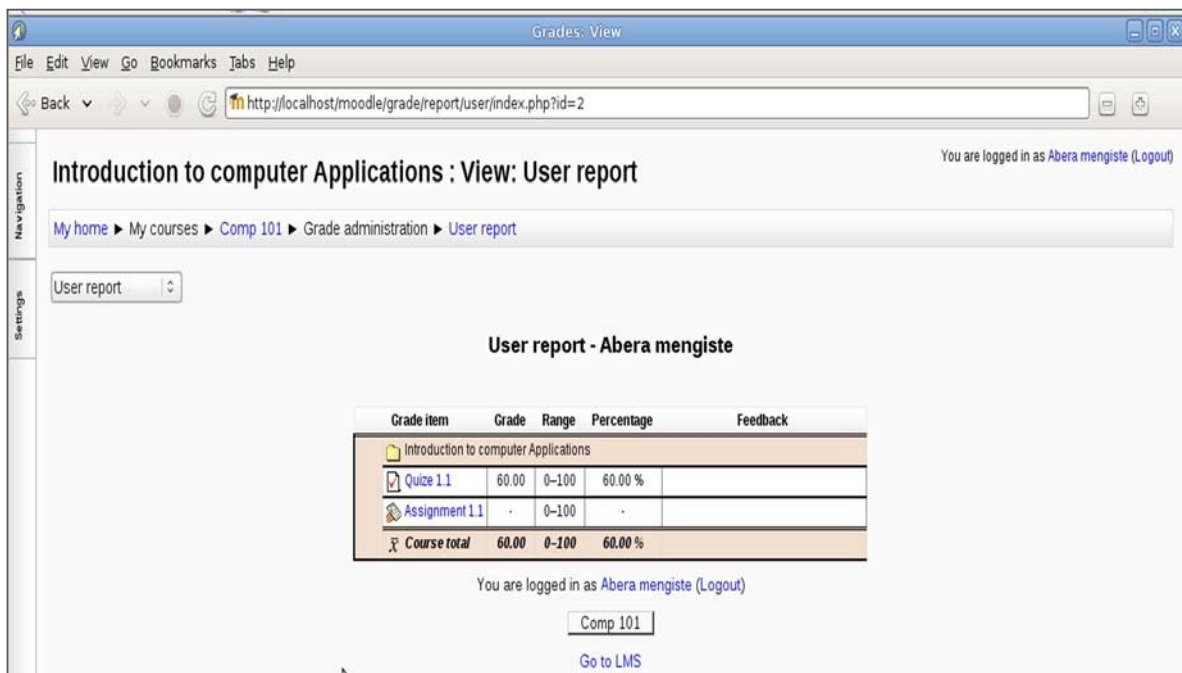 Grades: View
File Edit View Go Bookmarks Tabs Help
Back http://localhost/moodle/grade/report/user/index.php?id=2
You are logged in as Abera mengiste (Logout)
Introduction to computer Applications : View: User report
Navigation
My home ► My courses ► Comp 101 ► Grade administration ► User report
Settings
User report
User report - Abera mengiste
Grade item Grade Range Percentage Feedback
Introduction to computer Applications
Quize 1.1 60.00 0–100 60.00 %
Assignment 1.1 - 0–100 -
x̄ Course total 60.00 0–100 60.00 %
You are logged in as Abera mengiste (Logout)
Comp 101
Go to LMS